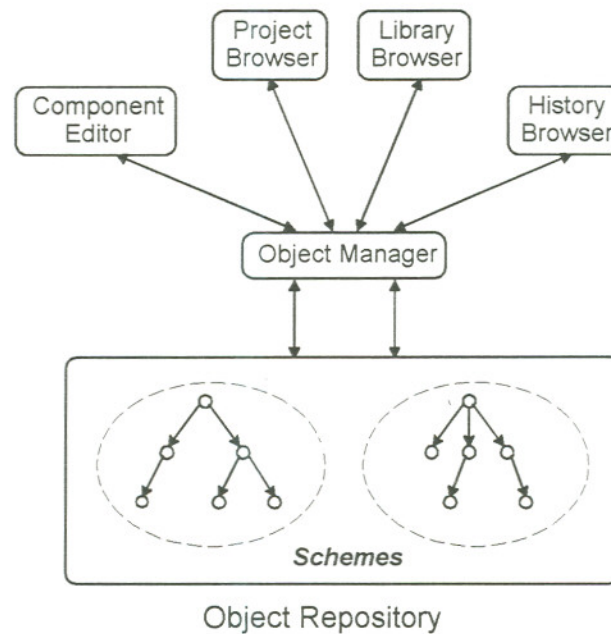 Project
Browser
Library
Browser
Component
Editor
History
Browser
Object Manager
Schemes
Object Repository